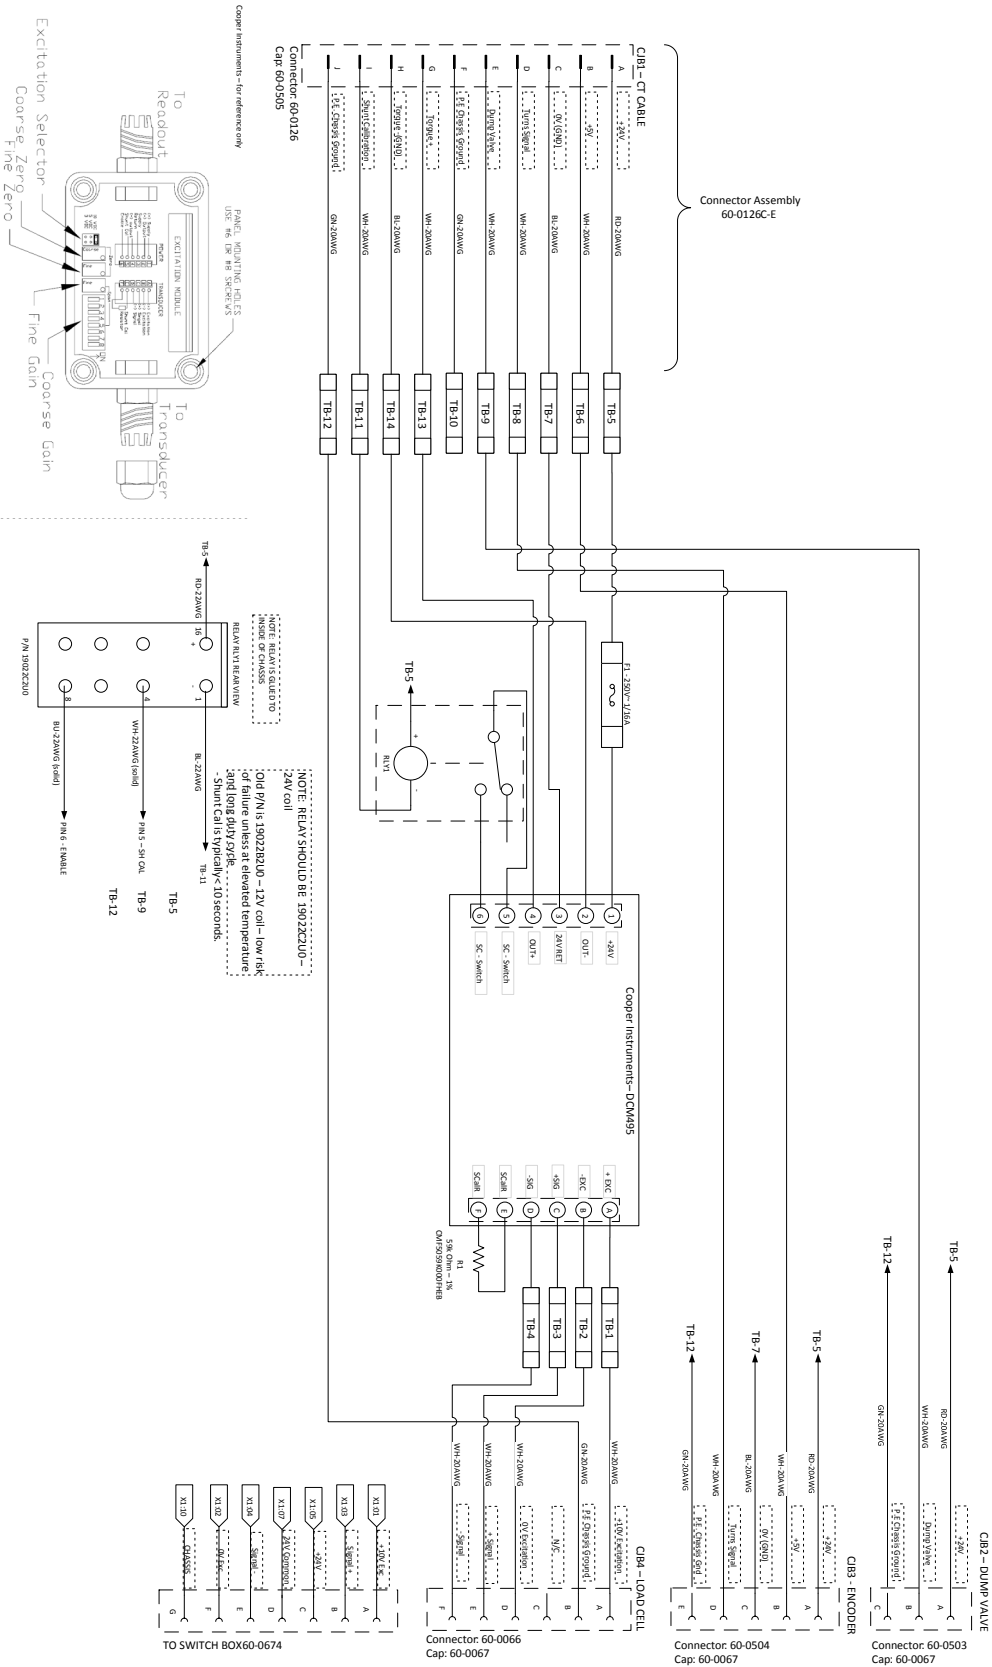 Connector Assembly
60-0126C-E
CJB1 – CT CABLE
A
+24V
RD-20AWG
TB-5
B
+5V
WH-20AWG
TB-6
C
0V (GND)
BL-20AWG
TB-7
D
Turns Signal
WH-20AWG
TB-8
E
Dump Valve
WH-20AWG
TB-9
F
P.E. Chassis Ground
GN-20AWG
TB-10
G
Torque +
WH-20AWG
TB-13
H
Torque (GND)
BL-20AWG
TB-14
I
Shunt Calibration
WH-20AWG
TB-11
J
P.E. Chassis Ground
GN-20AWG
TB-12
Connector: 60-0126
Cap: 60-0505
F1 - 250V~ 1/16A
TB-5
+
-
RLY1
Cooper Instruments – DCM495
1
+24V
2
OUT-
3
24V RET
4
OUT+
5
SC - Switch
6
SC - Switch
A
+ EXC
B
-EXC
C
+SIG
D
-SIG
E
SCalR
F
SCalR
R1
59k Ohm – 1%
CMF5059K000FHEB
TB-1
TB-2
TB-3
TB-4
CJB2 – DUMP VALVE
TB-5
RD-20AWG
+24V
A
WH-20AWG
Dump Valve
B
TB-12
GN-20AWG
P.E Chassis Ground
C
Connector: 60-0503
Cap: 60-0067
CJB3 - ENCODER
TB-5
RD-20AWG
+24V
A
WH-20AWG
+5V
B
TB-7
BL-20AWG
0V (GND)
C
WH-20AWG
Turns Signal
D
TB-12
GN-20AWG
P.E. Chassis Gnd
E
Connector: 60-0504
Cap: 60-0067
CJB4 – LOAD CELL
WH-20AWG
+10V Excitation
A
GN-20AWG
P.E Chassis Ground
B
N/C
C
WH-20AWG
0V Excitation
D
WH-20AWG
+ Signal
E
WH-20AWG
-Signal
F
Connector: 60-0066
Cap: 60-0067
X1:01
+10V Exc
A
X1:03
Signal +
B
X1:05
+24V
C
X1:07
24V Common
D
X1:04
Signal -
E
X1:02
0V Exc
F
X1:10
CHASSIS
G
TO SWITCH BOX 60-0674
NOTE: RELAY SHOULD BE 19022C2U0 –
24V coil
Old P/N is 19022B2U0 – 12V coil – low risk
of failure unless at elevated temperature
and long duty cycle
- Shunt Cal is typically < 10 seconds.
NOTE: RELAY IS GLUED TO
INSIDE OF CHASSIS
RELAY RLY1 REAR VIEW
TB-5
RD-22AWG
16
+
-
1
BL-22AWG
TB-11
4
WH-22AWG (solid)
PIN 5 – SH CAL
8
BU-22AWG (solid)
PIN 6 - ENABLE
P/N 19022C2U0
TB-5
TB-9
TB-12
Cooper Instruments – for reference only
PANEL MOUNTING HOLES
USE #6 OR #8 SRCREWS
To
Readout
To
Transducer
EXCITATION MODULE
POWER
TRANSDUCER
Excitation Selector
Coarse Zero
Fine Zero
Fine Gain
Coarse Gain